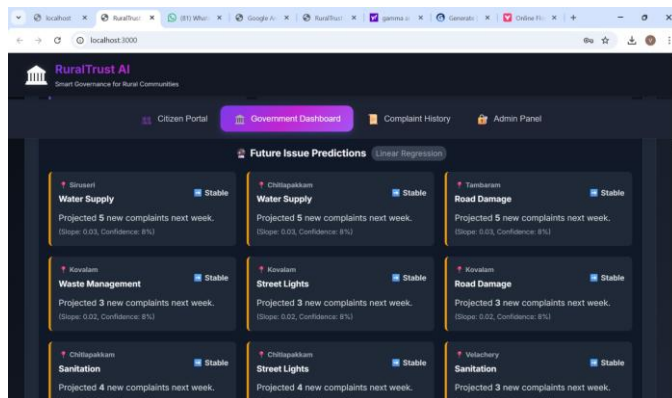 localhost
RuralTrust
(81) What
Google A
RuralTrust
gamma a
Generate
Online Fl
localhost:3000
RuralTrust AI
Smart Governance for Rural Communities
Citizen Portal
Government Dashboard
Complaint History
Admin Panel
Future Issue Predictions Linear Regression
Siruseri
Water Supply
Stable
Projected 5 new complaints next week.
(Slope: 0.03, Confidence: 8%)
Chitlapakkam
Water Supply
Stable
Projected 5 new complaints next week.
(Slope: 0.03, Confidence: 8%)
Tambaram
Road Damage
Stable
Projected 5 new complaints next week.
(Slope: 0.03, Confidence: 8%)
Kovalam
Waste Management
Stable
Projected 3 new complaints next week.
(Slope: 0.02, Confidence: 8%)
Kovalam
Street Lights
Stable
Projected 3 new complaints next week.
(Slope: 0.02, Confidence: 8%)
Kovalam
Road Damage
Stable
Projected 3 new complaints next week.
(Slope: 0.02, Confidence: 8%)
Chitlapakkam
Sanitation
Stable
Projected 4 new complaints next week.
Chitlapakkam
Street Lights
Stable
Projected 4 new complaints next week.
Velachery
Sanitation
Stable
Projected 3 new complaints next week.